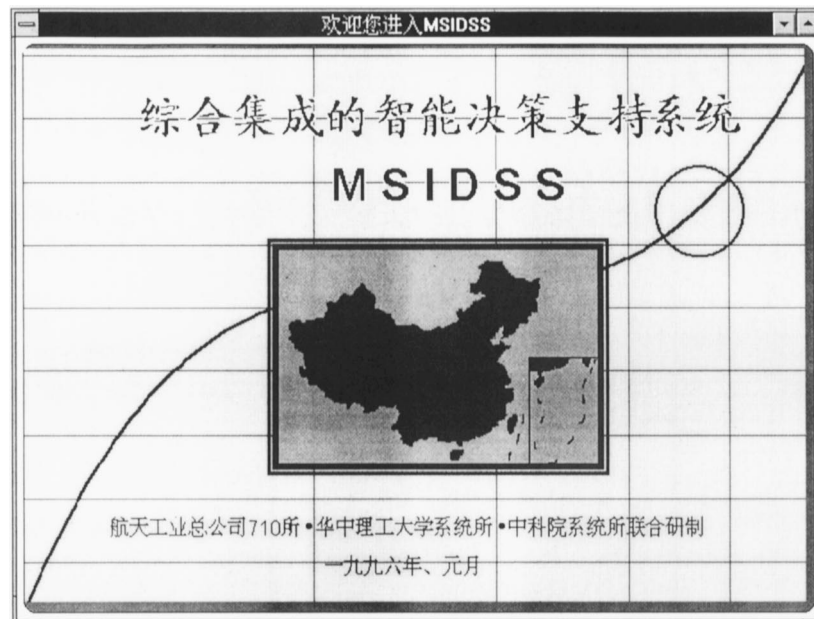 欢迎您进入MSIDSS
综合集成的智能决策支持系统
MSIDSS
航天工业总公司710所•华中理工大学系统所•中科院系统所联合研制
一九九六年、元月